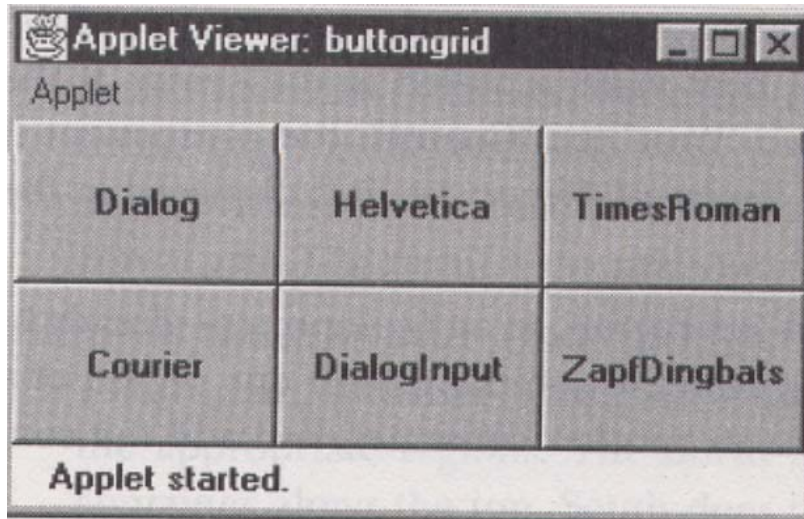 Applet Viewer: buttongrid
Applet
Dialog Helvetica TimesRoman
Courier DialogInput ZapfDingbats
Applet started.